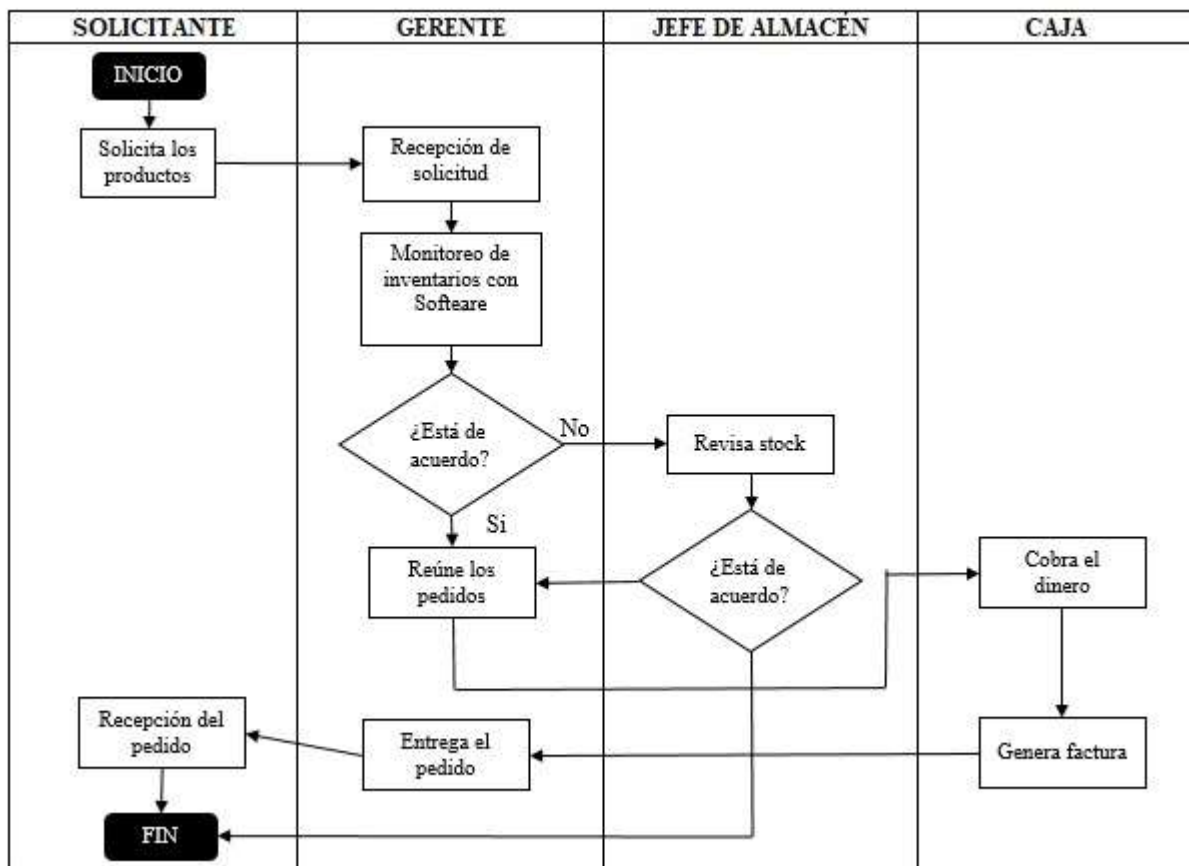 SOLICITANTE
GERENTE
JEFE DE ALMACÉN
CAJA
INICIO
Solicita los
productos
Recepción de
solicitud
Monitoreo de
inventarios con
Softeare
¿Está de
acuerdo?
No
Revisa stock
Si
Reúne los
pedidos
¿Está de
acuerdo?
Cobra el
dinero
Recepción del
pedido
Entrega el
pedido
Genera factura
FIN